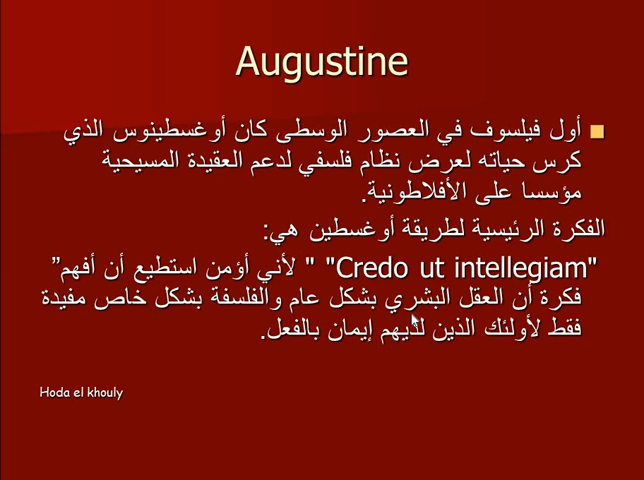 Augustine
أول فيلسوف في العصور الوسطى كان أوغسطينوس الذي
كرس حياته لعرض نظام فلسفي لدعم العقيدة المسيحية
مؤسسا على الأفلاطونية.
الفكرة الرئيسية لطريقة أوغسطين هي:
"Credo ut intellegiam" " لأني أؤمن استطيع أن أفهم"
فكرة أن العقل البشري بشكل عام والفلسفة بشكل خاص مفيدة
فقط لأولئك الذين لديهم إيمان بالفعل.
Hoda el khouly